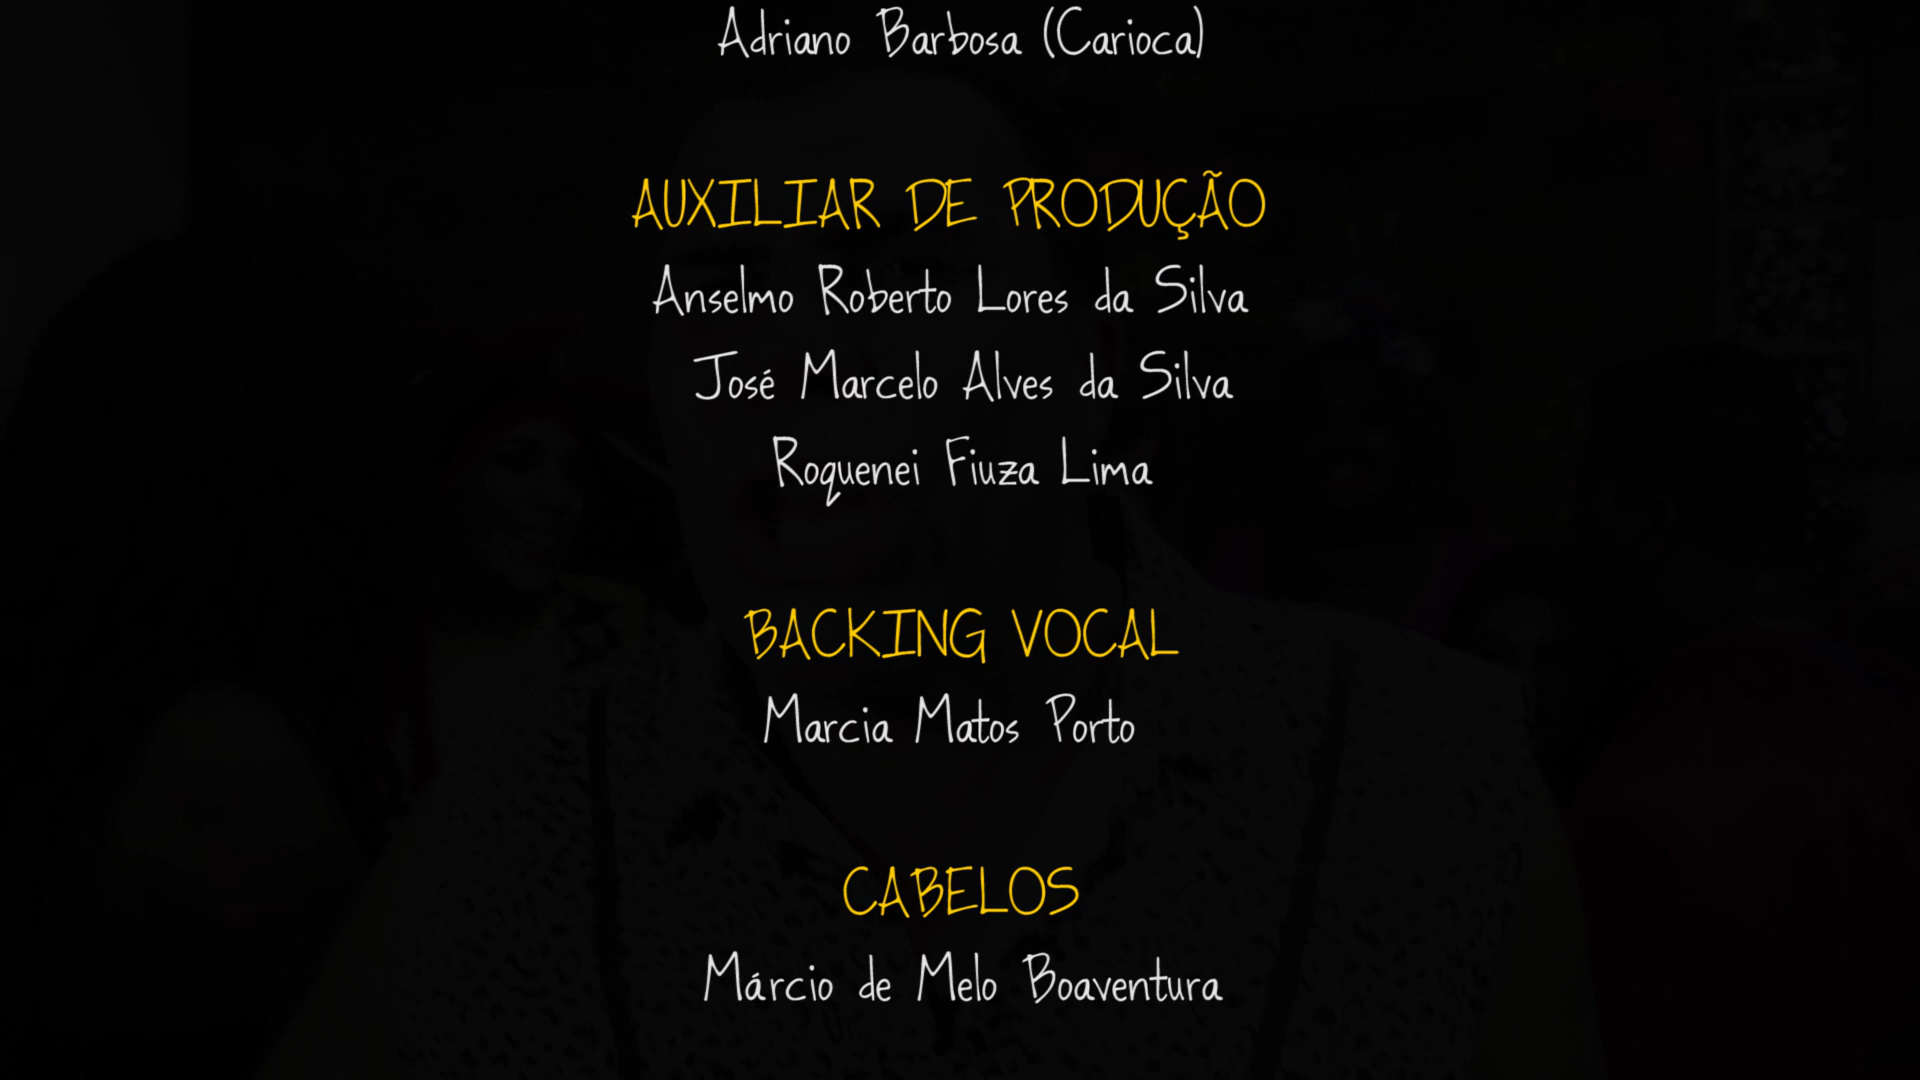 Adriano Barbosa (Carioca)
AUXILIAR DE PRODUÇÃO
Anselmo Roberto Lores da Silva
José Marcelo Alves da Silva
Roquenei Fiuza Lima
BACKING VOCAL
Marcia Matos Porto
CABELOS
Márcio de Melo Boaventura